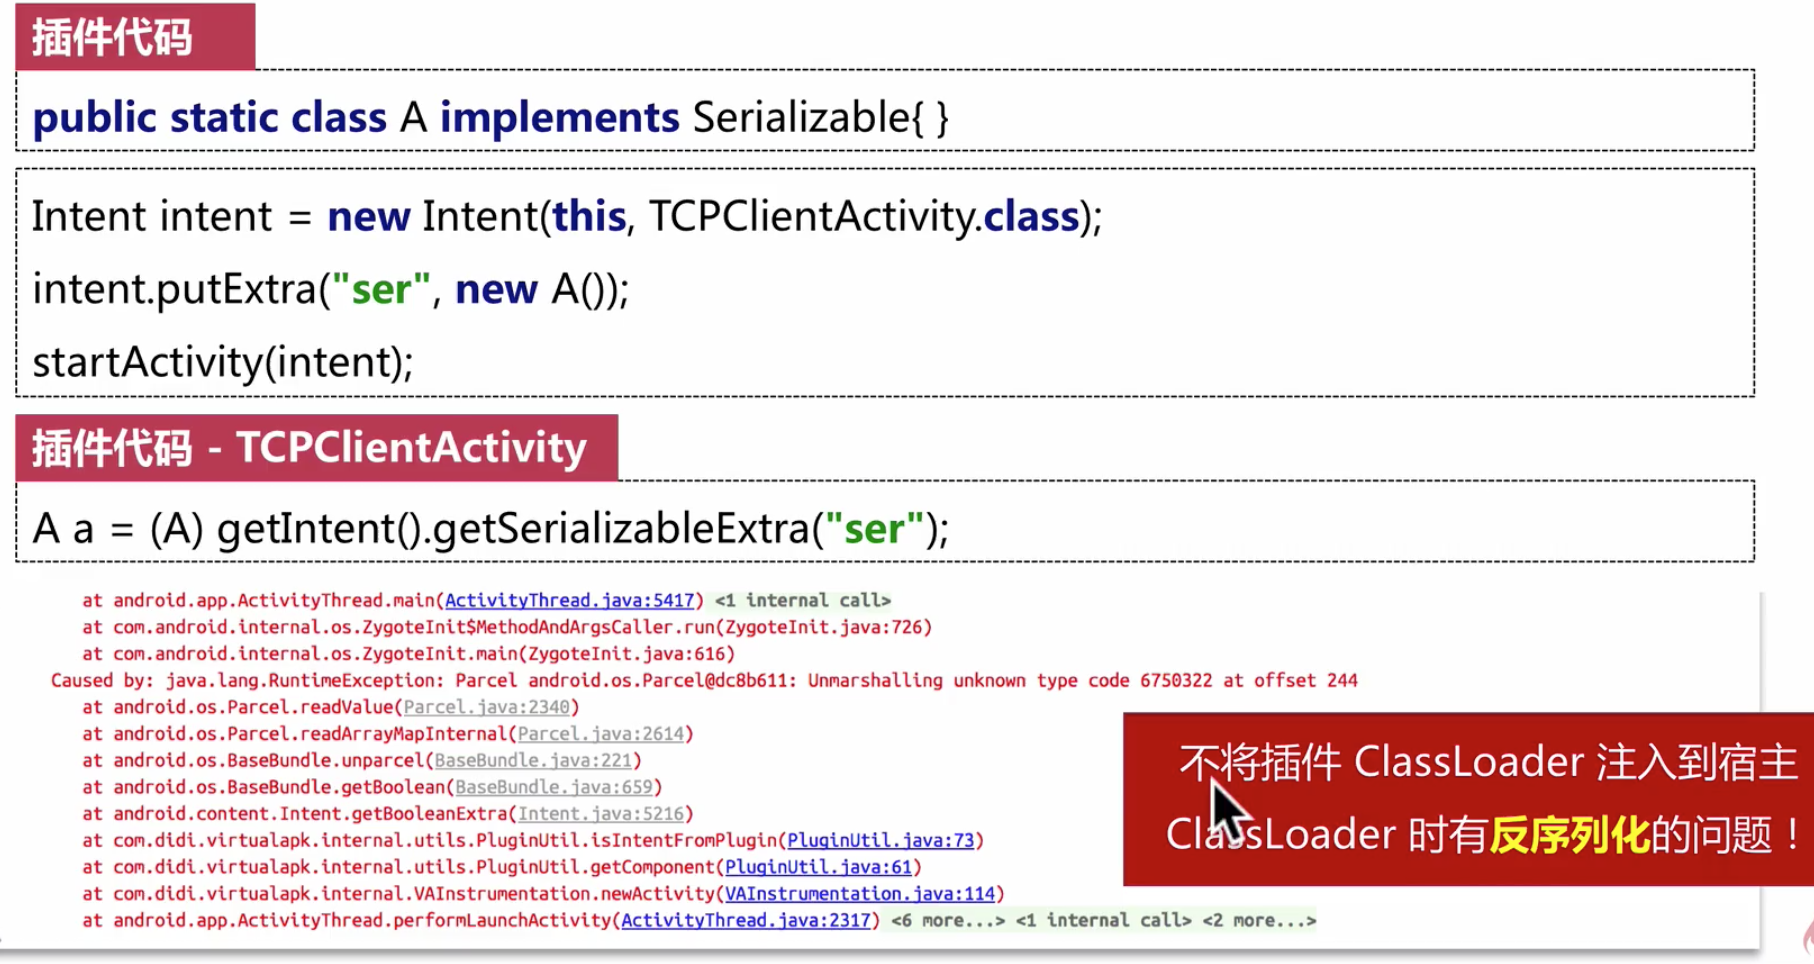 插件代码
public static class A implements Serializable{ }
Intent intent = new Intent(this, TCPClientActivity.class);
intent.putExtra("ser", new A());
startActivity(intent);
插件代码 - TCPClientActivity
A a = (A) getIntent().getSerializableExtra("ser");
at android.app.ActivityThread.main(ActivityThread.java:5417) <1 internal call>
at com.android.internal.os.ZygoteInit$MethodAndArgsCaller.run(ZygoteInit.java:726)
at com.android.internal.os.ZygoteInit.main(ZygoteInit.java:616)
Caused by: java.lang.RuntimeException: Parcel android.os.Parcel@dc8b611: Unmarshalling unknown type code 6750322 at offset 244
at android.os.Parcel.readValue(Parcel.java:2340)
at android.os.Parcel.readArrayMapInternal(Parcel.java:2614)
at android.os.BaseBundle.unparcel(BaseBundle.java:221)
at android.os.BaseBundle.getBoolean(BaseBundle.java:659)
at android.content.Intent.getBooleanExtra(Intent.java:5216)
at com.didi.virtualapk.internal.utils.PluginUtil.isIntentFromPlugin(PluginUtil.java:73)
at com.didi.virtualapk.internal.utils.PluginUtil.getComponent(PluginUtil.java:61)
at com.didi.virtualapk.internal.VAInstrumentation.newActivity(VAInstrumentation.java:114)
at android.app.ActivityThread.performLaunchActivity(ActivityThread.java:2317) <6 more...> <1 internal call> <2 more...>
不将插件 ClassLoader 注入到宿主
ClassLoader 时有反序列化的问题！